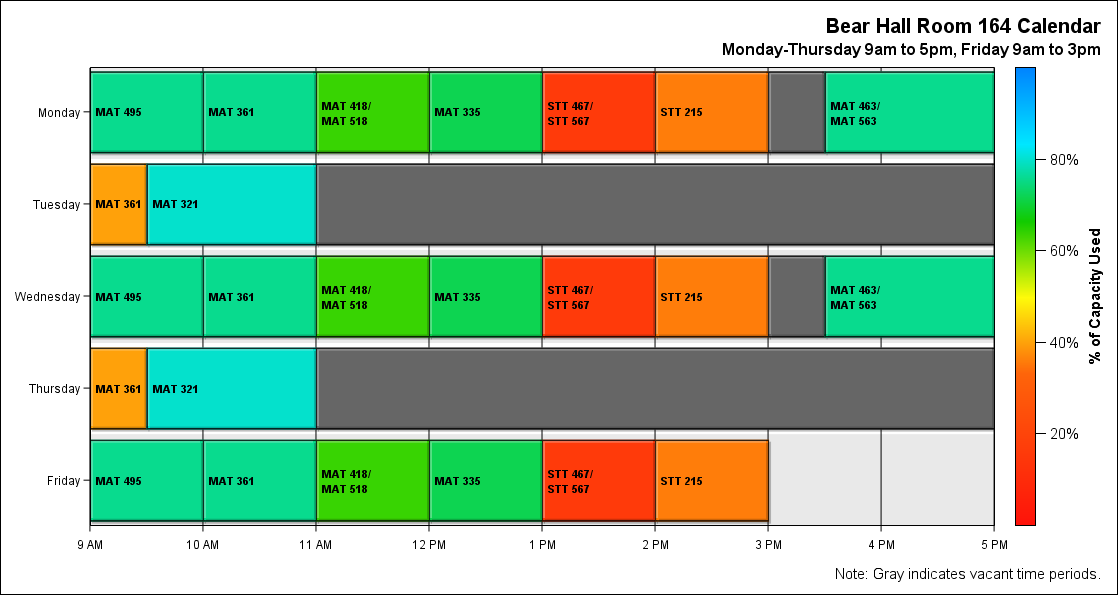 Bear Hall Room 164 Calendar
Monday-Thursday 9am to 5pm, Friday 9am to 3pm
Monday
MAT 495
MAT 361
MAT 418/
MAT 518
MAT 335
STT 467/
STT 567
STT 215
MAT 463/
MAT 563
Tuesday
MAT 361
MAT 321
Wednesday
MAT 495
MAT 361
MAT 418/
MAT 518
MAT 335
STT 467/
STT 567
STT 215
MAT 463/
MAT 563
Thursday
MAT 361
MAT 321
Friday
MAT 495
MAT 361
MAT 418/
MAT 518
MAT 335
STT 467/
STT 567
STT 215
9 AM
10 AM
11 AM
12 PM
1 PM
2 PM
3 PM
4 PM
5 PM
80%
60%
40%
20%
% of Capacity Used
Note: Gray indicates vacant time periods.